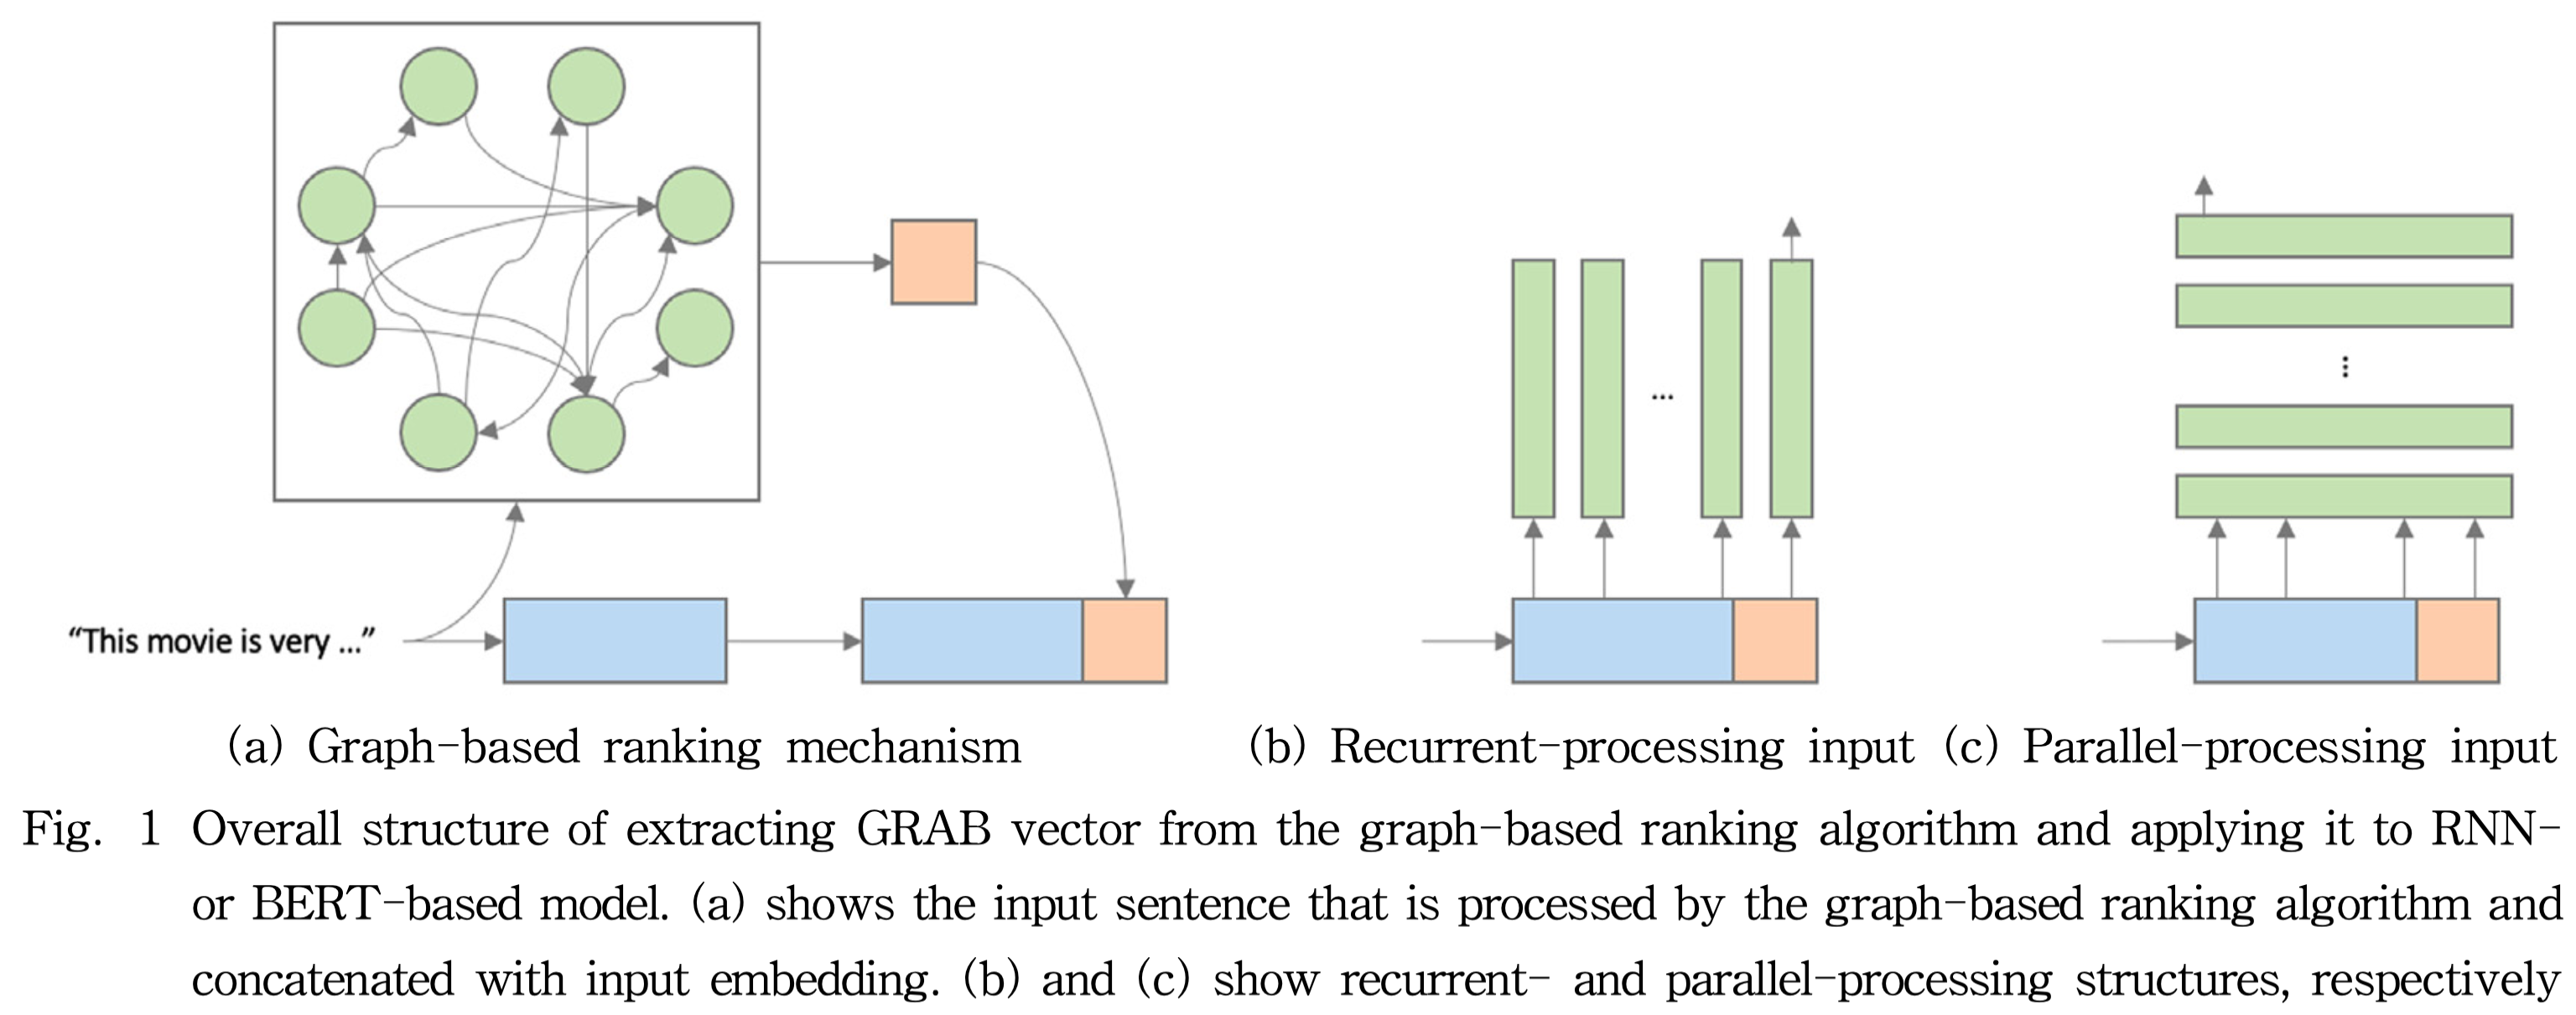 “This movie is very ...”
...
...
(a) Graph-based ranking mechanism
(b) Recurrent-processing input (c) Parallel-processing input
Fig. 1 Overall structure of extracting GRAB vector from the graph-based ranking algorithm and applying it to RNN-
or BERT-based model. (a) shows the input sentence that is processed by the graph-based ranking algorithm and
concatenated with input embedding. (b) and (c) show recurrent- and parallel-processing structures, respectively